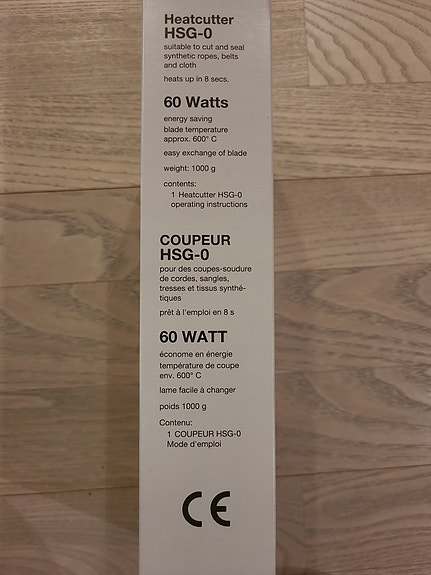 Heatcutter
HSG-0
suitable to cut and seal
synthetic ropes, belts
and cloth
heats up in 8 secs.
60 Watts
energy saving
blade temperature
approx. 600° C
easy exchange of blade
weight: 1000 g
contents:
1 Heatcutter HSG-0
operating instructions
COUPEUR
HSG-0
pour des coupes-soudure
de cordes, sangles,
tresses et tissus synthé-
tiques
prêt à l'emploi en 8 s
60 WATT
économe en énergie
température de coupe
env. 600° C
lame facile à changer
poids 1000 g
Contenu:
1 COUPEUR HSG-0
Mode d'emploi
CE